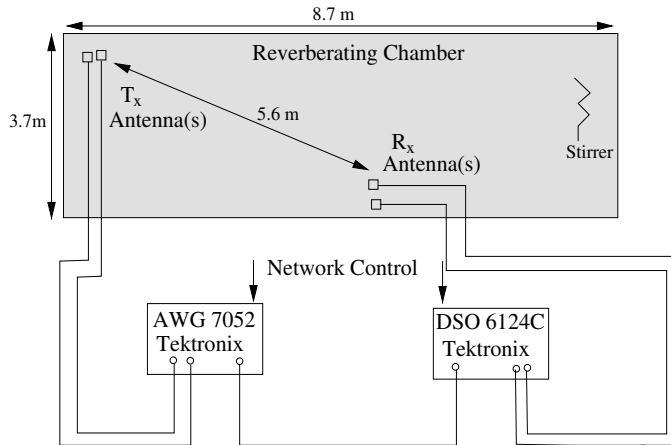 8.7 m
Reverberating Chamber
3.7m
Tx
Antenna(s)
5.6 m
Rx
Antenna(s)
Stirrer
Network Control
AWG 7052
Tektronix
DSO 6124C
Tektronix